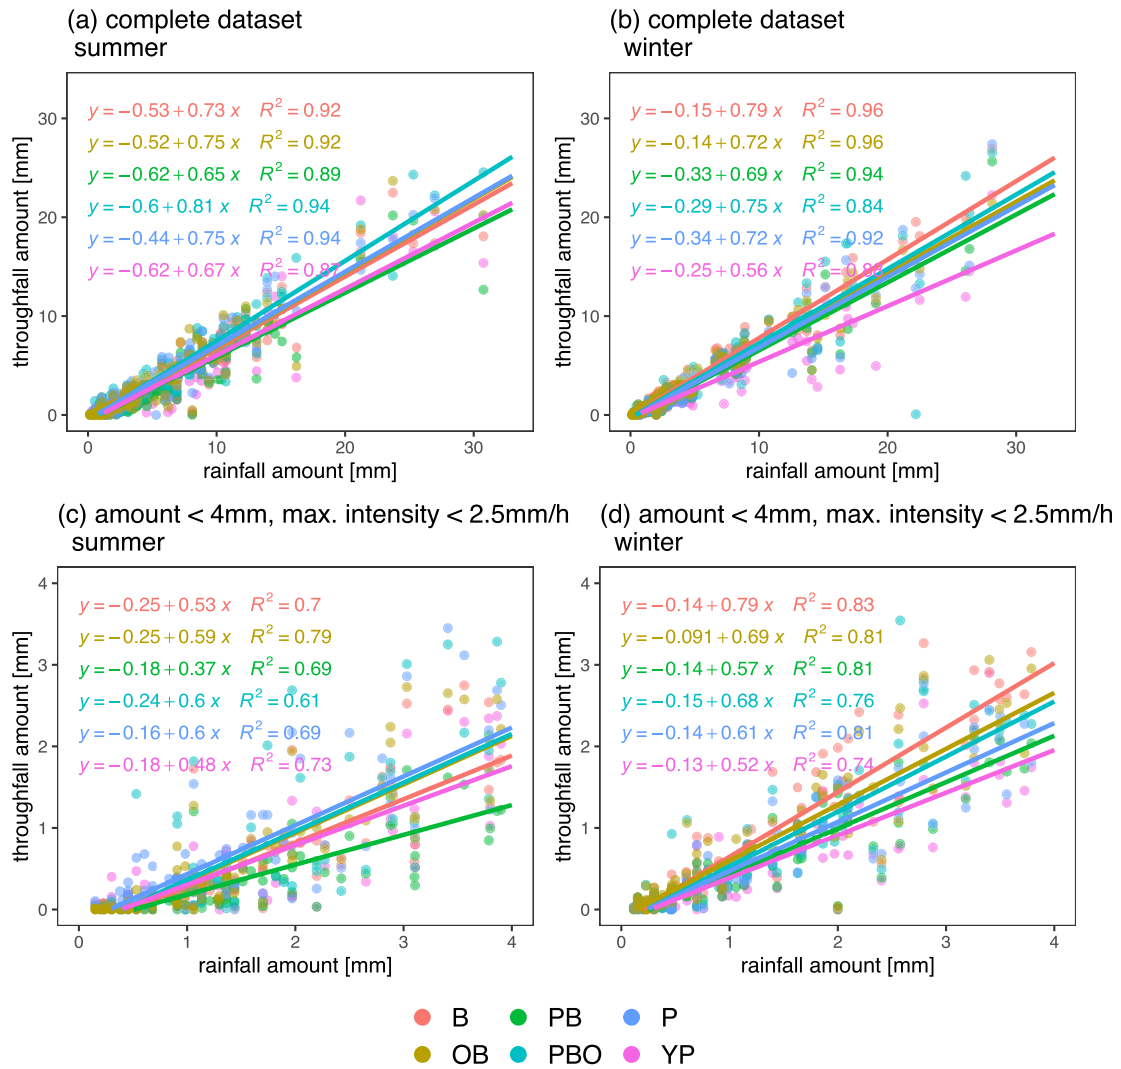 (a) complete dataset
summer
y = −0.53 + 0.73 x R² = 0.92
y = −0.52 + 0.75 x R² = 0.92
y = −0.62 + 0.65 x R² = 0.89
y = −0.6 + 0.81 x R² = 0.94
y = −0.44 + 0.75 x R² = 0.94
y = −0.62 + 0.67 x R² = 0.87
30
20
10
0
throughfall amount [mm]
0 10 20 30
rainfall amount [mm]
(b) complete dataset
winter
y = −0.15 + 0.79 x R² = 0.96
y = −0.14 + 0.72 x R² = 0.96
y = −0.33 + 0.69 x R² = 0.94
y = −0.29 + 0.75 x R² = 0.84
y = −0.34 + 0.72 x R² = 0.92
y = −0.25 + 0.56 x R² = 0.86
30
20
10
0
throughfall amount [mm]
0 10 20 30
rainfall amount [mm]
(c) amount < 4mm, max. intensity < 2.5mm/h
summer
y = −0.25 + 0.53 x R² = 0.7
y = −0.25 + 0.59 x R² = 0.79
y = −0.18 + 0.37 x R² = 0.69
y = −0.24 + 0.6 x R² = 0.61
y = −0.16 + 0.6 x R² = 0.69
y = −0.18 + 0.48 x R² = 0.73
4
3
2
1
0
throughfall amount [mm]
0 1 2 3 4
rainfall amount [mm]
(d) amount < 4mm, max. intensity < 2.5mm/h
winter
y = −0.14 + 0.79 x R² = 0.83
y = −0.091 + 0.69 x R² = 0.81
y = −0.14 + 0.57 x R² = 0.81
y = −0.15 + 0.68 x R² = 0.76
y = −0.14 + 0.61 x R² = 0.81
y = −0.13 + 0.52 x R² = 0.74
4
3
2
1
0
throughfall amount [mm]
0 1 2 3 4
rainfall amount [mm]
B PB P
OB PBO YP